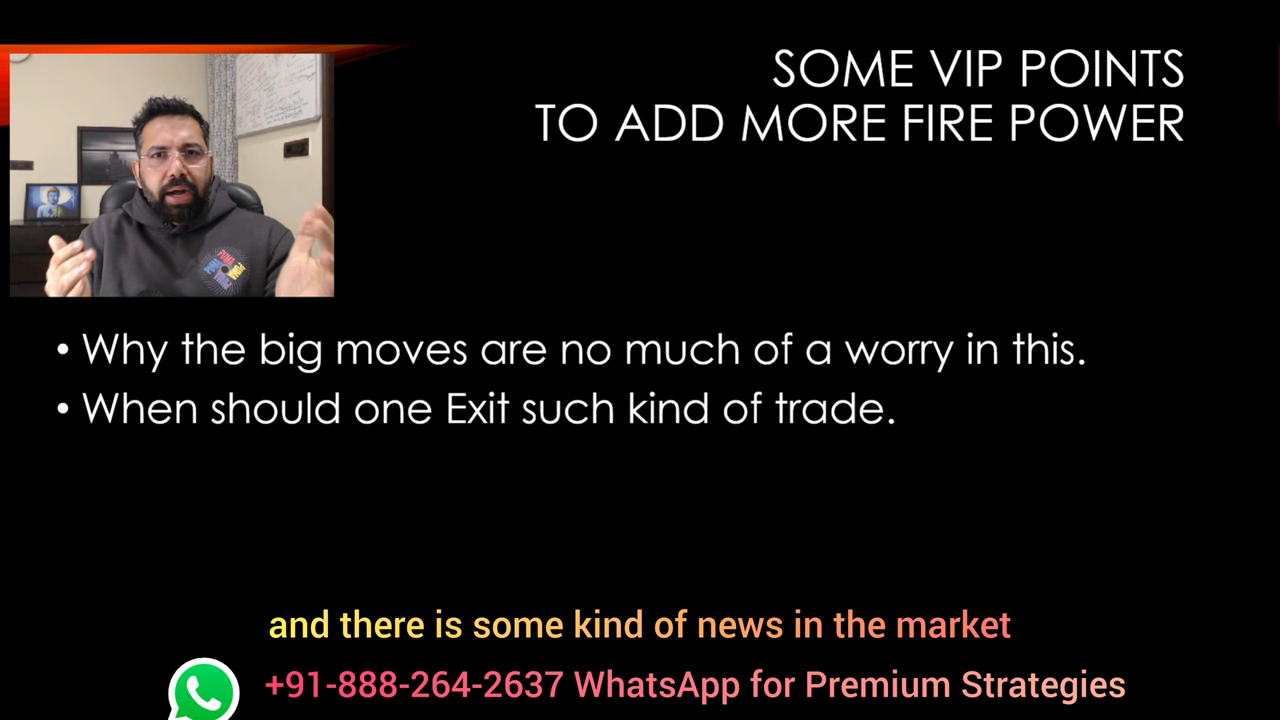 SOME VIP POINTS
TO ADD MORE FIRE POWER
• Why the big moves are no much of a worry in this.
• When should one Exit such kind of trade.
and there is some kind of news in the market
+91-888-264-2637 WhatsApp for Premium Strategies